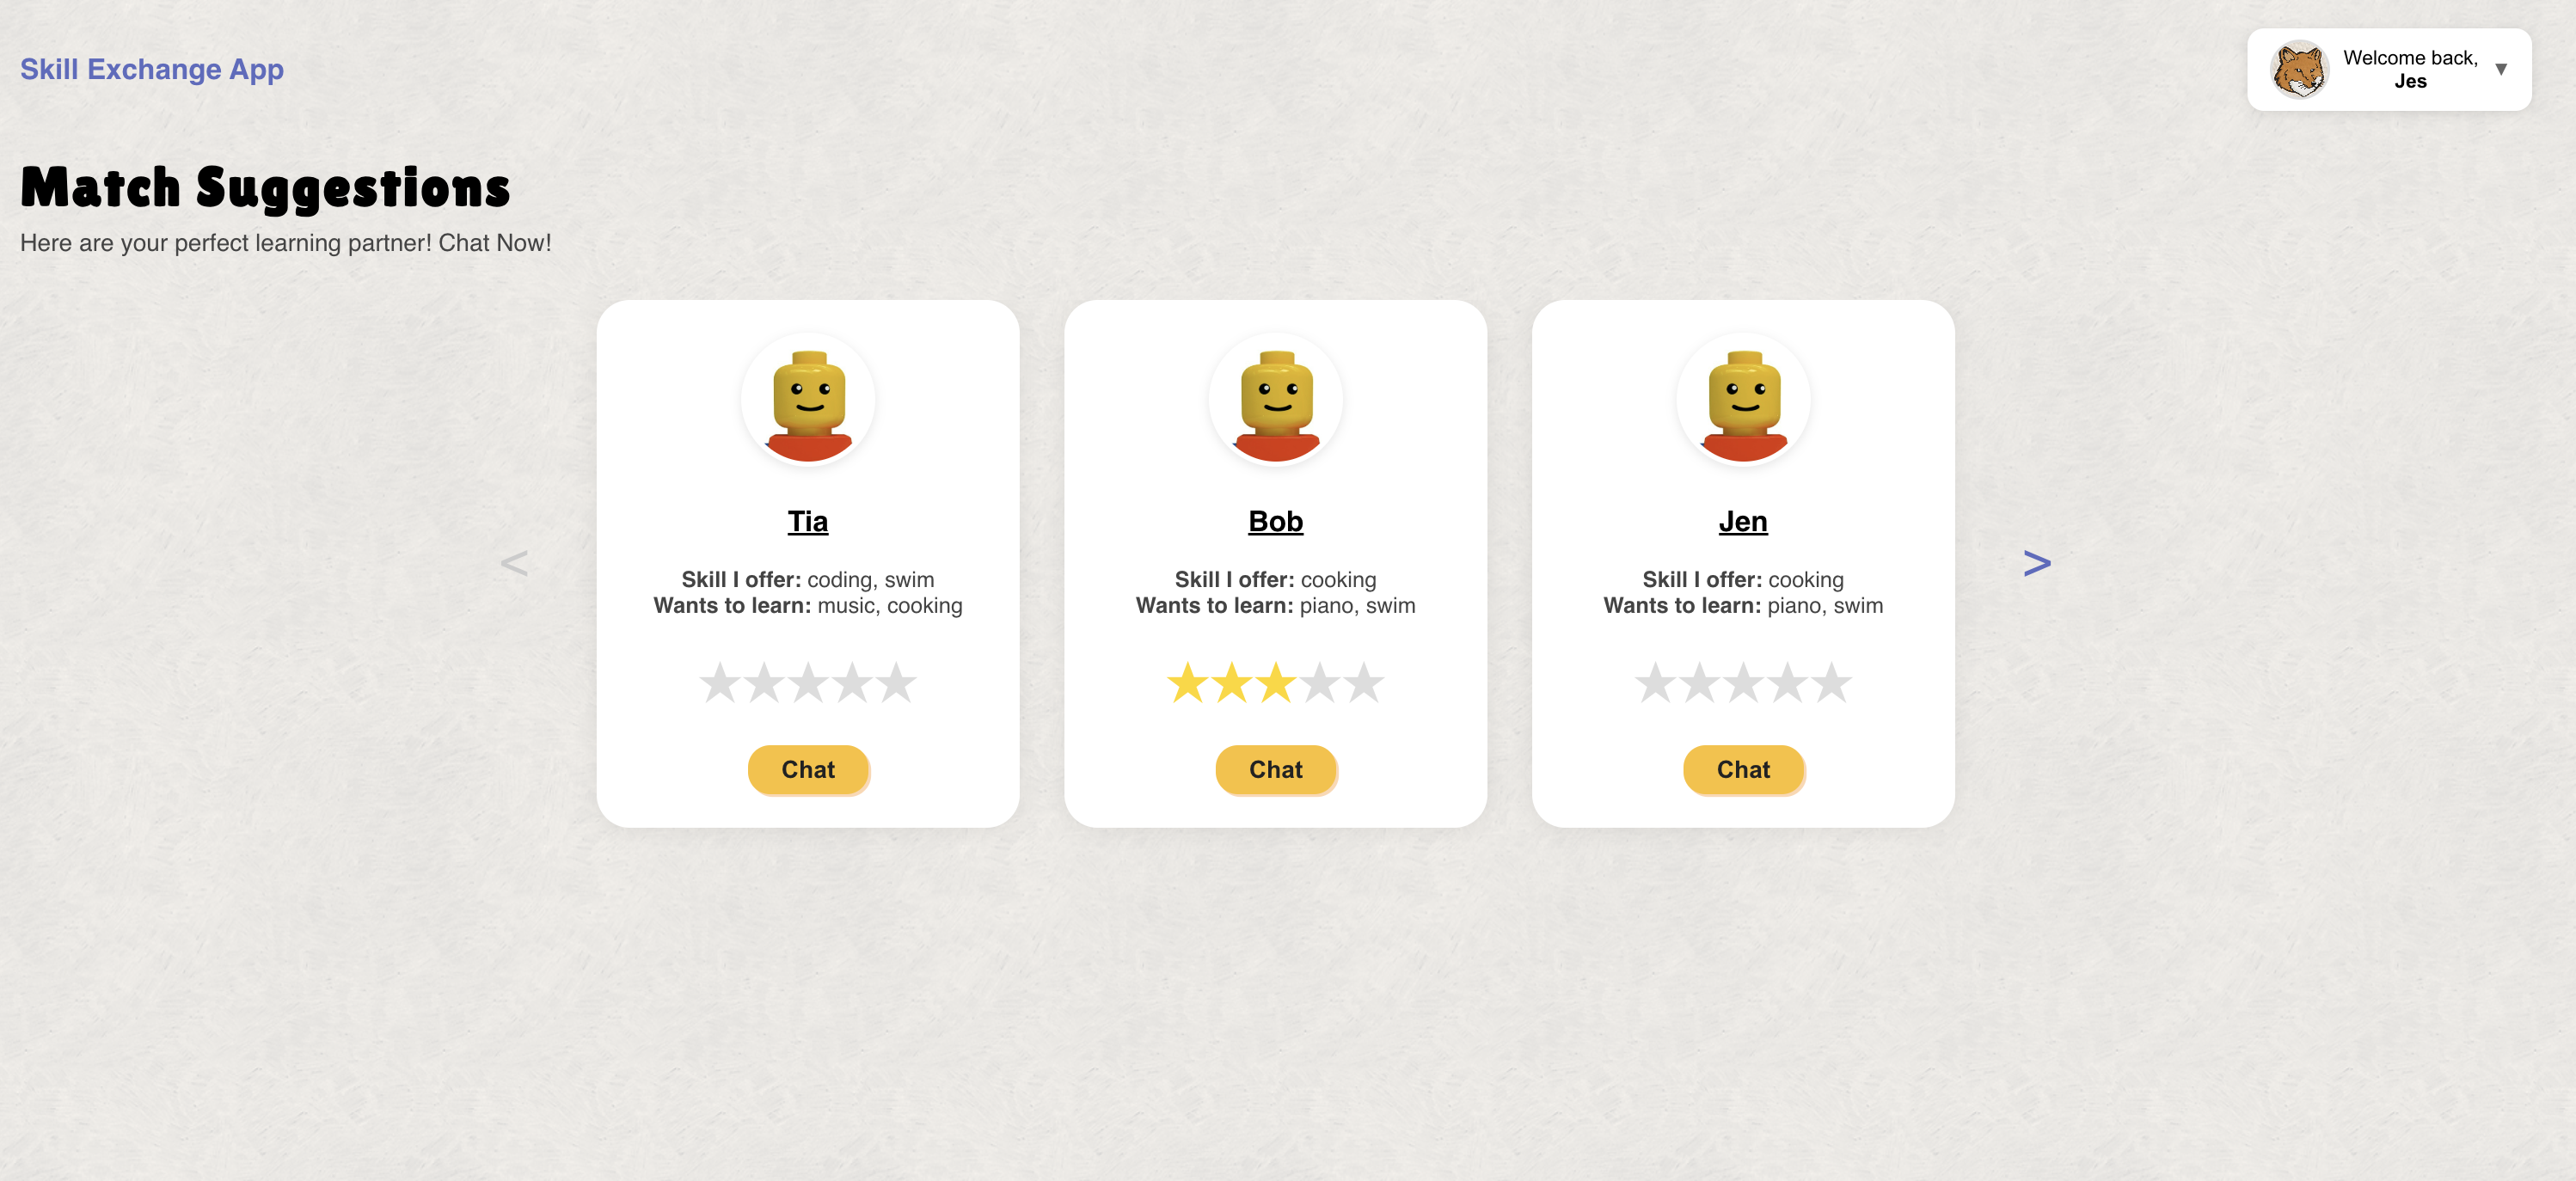 Skill Exchange App
Welcome back,
Jes
▼
Match Suggestions
Here are your perfect learning partner! Chat Now!
<
Tia
Skill I offer: coding, swim
Wants to learn: music, cooking
Chat
Bob
Skill I offer: cooking
Wants to learn: piano, swim
Chat
Jen
Skill I offer: cooking
Wants to learn: piano, swim
Chat
>